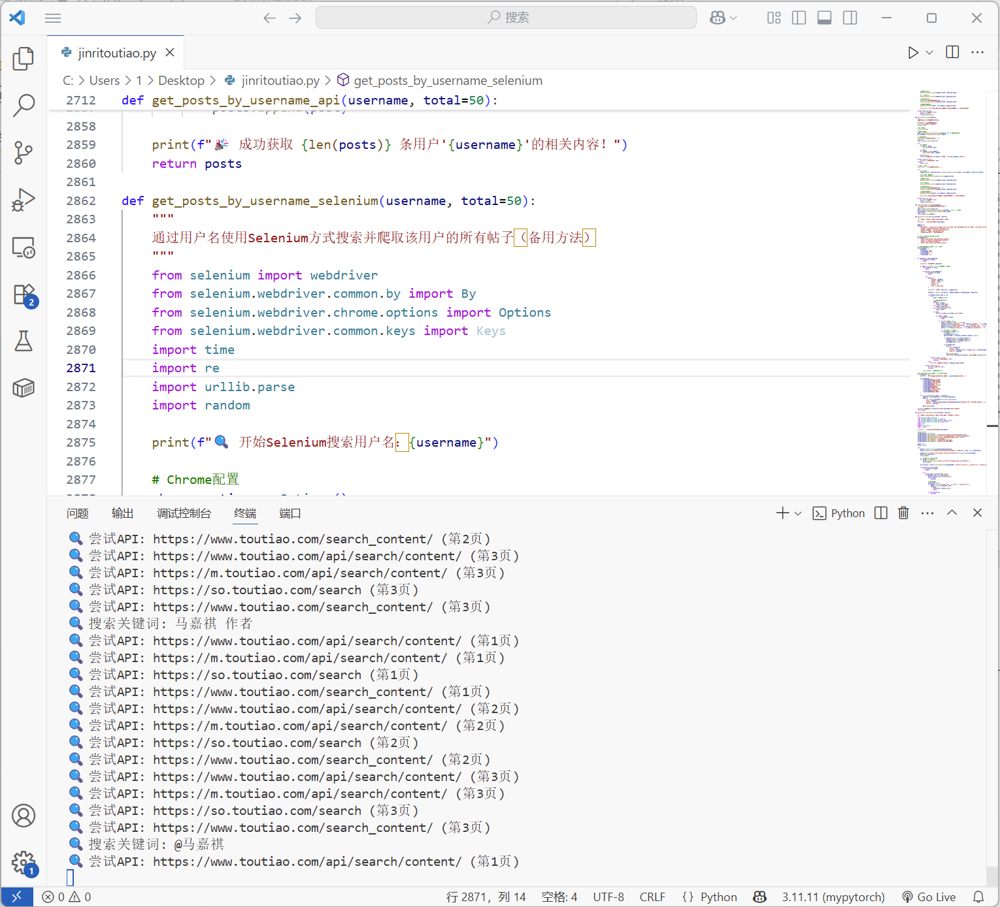 搜索
jinritoutiao.py
C: > Users > 1 > Desktop > jinritoutiao.py > get_posts_by_username_selenium
2712 def get_posts_by_username_api(username, total=50):
2858
2859 print(f"🎉 成功获取 {len(posts)} 条用户'{username}'的相关内容！")
2860 return posts
2861
2862 def get_posts_by_username_selenium(username, total=50):
2863 """
2864 通过用户名使用Selenium方式搜索并爬取该用户的所有帖子（备用方法）
2865 """
2866 from selenium import webdriver
2867 from selenium.webdriver.common.by import By
2868 from selenium.webdriver.chrome.options import Options
2869 from selenium.webdriver.common.keys import Keys
2870 import time
2871 import re
2872 import urllib.parse
2873 import random
2874
2875 print(f"🔍 开始Selenium搜索用户名：{username}")
2876
2877 # Chrome配置
2
问题 输出 调试控制台 终端 端口 Python
🔍 尝试API: https://www.toutiao.com/search_content/ (第2页)
🔍 尝试API: https://www.toutiao.com/api/search/content/ (第3页)
🔍 尝试API: https://m.toutiao.com/api/search/content/ (第3页)
🔍 尝试API: https://so.toutiao.com/search (第3页)
🔍 尝试API: https://www.toutiao.com/search_content/ (第3页)
🔍 搜索关键词: 马嘉祺 作者
🔍 尝试API: https://www.toutiao.com/api/search/content/ (第1页)
🔍 尝试API: https://m.toutiao.com/api/search/content/ (第1页)
🔍 尝试API: https://so.toutiao.com/search (第1页)
🔍 尝试API: https://www.toutiao.com/search_content/ (第1页)
🔍 尝试API: https://www.toutiao.com/api/search/content/ (第2页)
🔍 尝试API: https://m.toutiao.com/api/search/content/ (第2页)
🔍 尝试API: https://so.toutiao.com/search (第2页)
🔍 尝试API: https://www.toutiao.com/search_content/ (第2页)
🔍 尝试API: https://www.toutiao.com/api/search/content/ (第3页)
🔍 尝试API: https://m.toutiao.com/api/search/content/ (第3页)
🔍 尝试API: https://so.toutiao.com/search (第3页)
🔍 尝试API: https://www.toutiao.com/search_content/ (第3页)
🔍 搜索关键词: @马嘉祺
🔍 尝试API: https://www.toutiao.com/api/search/content/ (第1页)
1
0 0 行 2871，列 14 空格: 4 UTF-8 CRLF {} Python 3.11.11 (mypytorch) Go Live